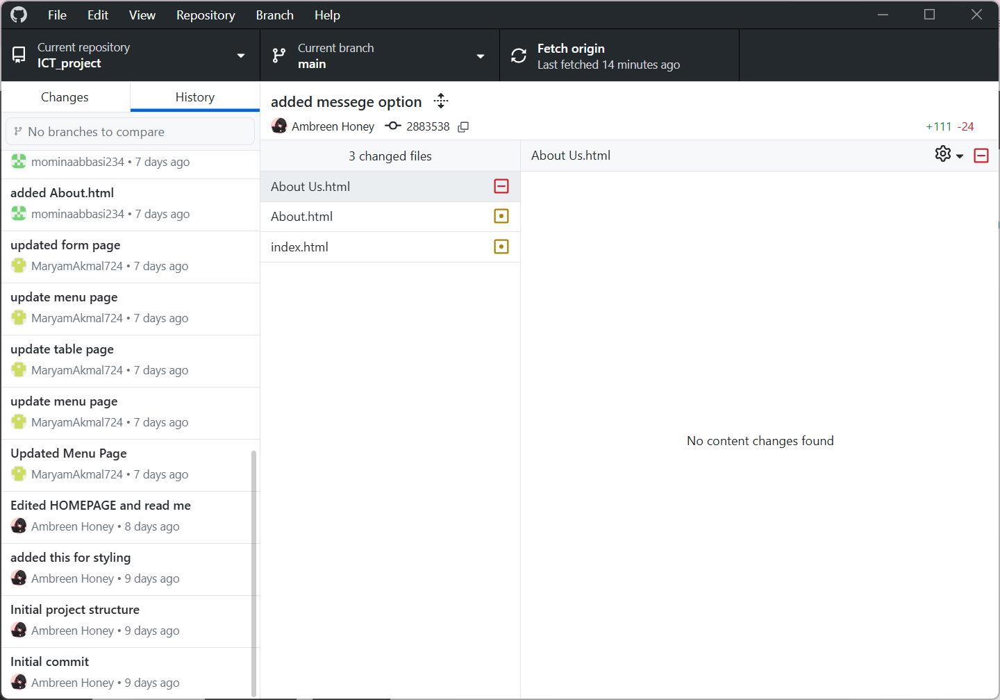 File Edit View Repository Branch Help
Current repository
ICT_project
Current branch
main
Fetch origin
Last fetched 14 minutes ago
Changes
History
No branches to compare
mominaabbasi234 • 7 days ago
added About.html
mominaabbasi234 • 7 days ago
updated form page
MaryamAkmal724 • 7 days ago
update menu page
MaryamAkmal724 • 7 days ago
update table page
MaryamAkmal724 • 7 days ago
update menu page
MaryamAkmal724 • 7 days ago
Updated Menu Page
MaryamAkmal724 • 7 days ago
Edited HOMEPAGE and read me
Ambreen Honey • 8 days ago
added this for styling
Ambreen Honey • 9 days ago
Initial project structure
Ambreen Honey • 9 days ago
Initial commit
Ambreen Honey • 9 days ago
added messege option
Ambreen Honey 2883538 +111 -24
3 changed files
About Us.html
About.html
index.html
About Us.html
No content changes found